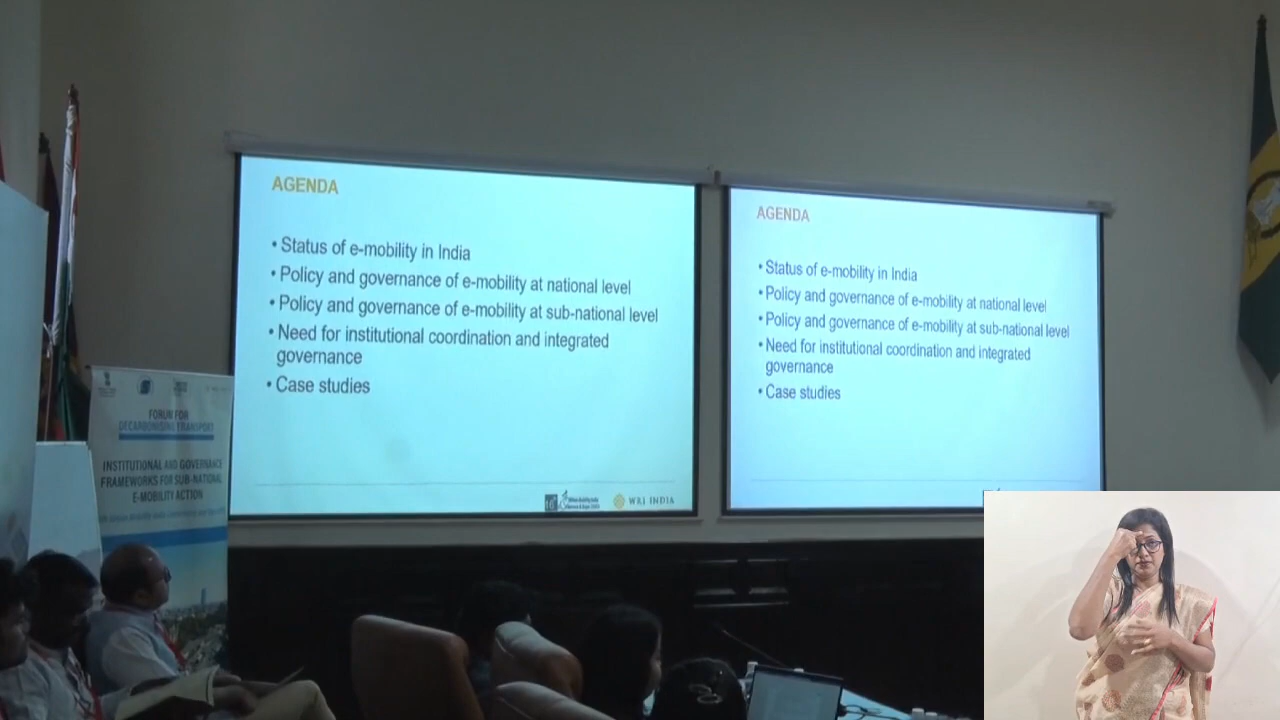 AGENDA
• Status of e-mobility in India
• Policy and governance of e-mobility at national level
• Policy and governance of e-mobility at sub-national level
• Need for institutional coordination and integrated
governance
• Case studies
WRI INDIA
AGENDA
• Status of e-mobility in India
• Policy and governance of e-mobility at national level
• Policy and governance of e-mobility at sub-national level
• Need for institutional coordination and integrated
governance
• Case studies
FORUM FOR
DECARBONISING TRANSPORT
INSTITUTIONAL AND GOVERNANCE
FRAMEWORKS FOR SUB-NATIONAL
E-MOBILITY ACTION